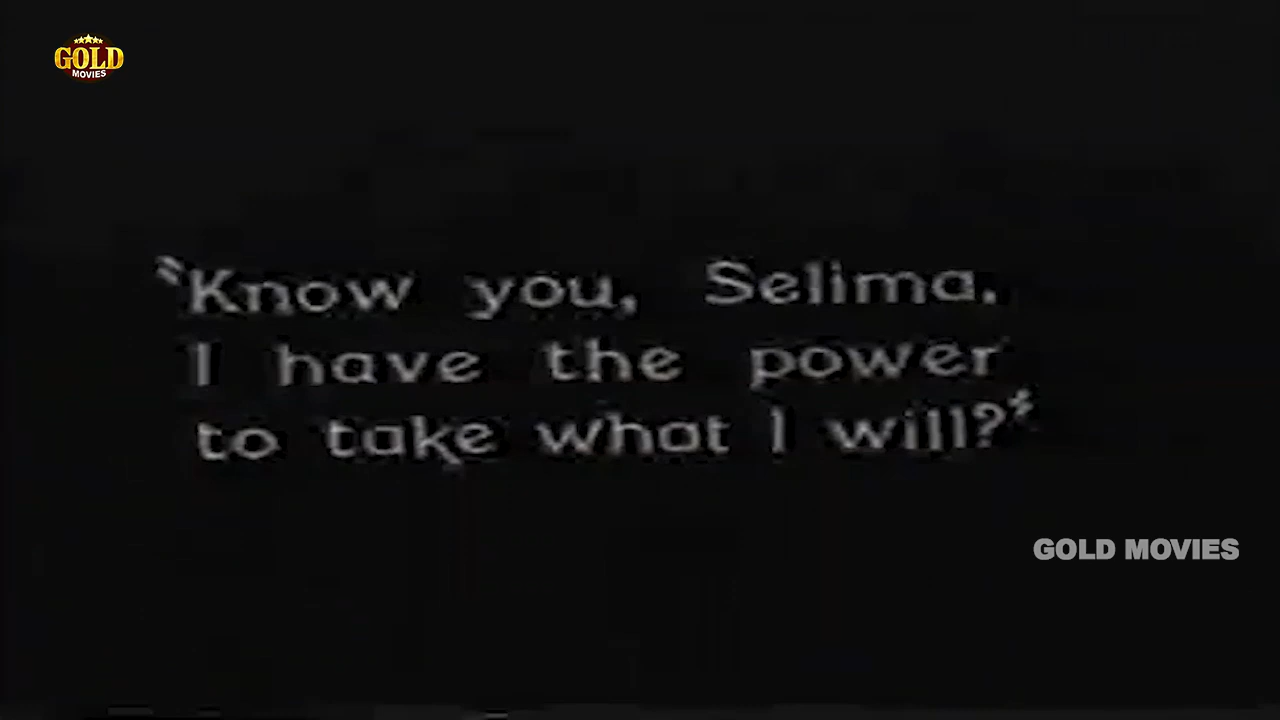 GOLD
MOVIES
"Know you, Selima,
I have the power
to take what I will?"
GOLD MOVIES